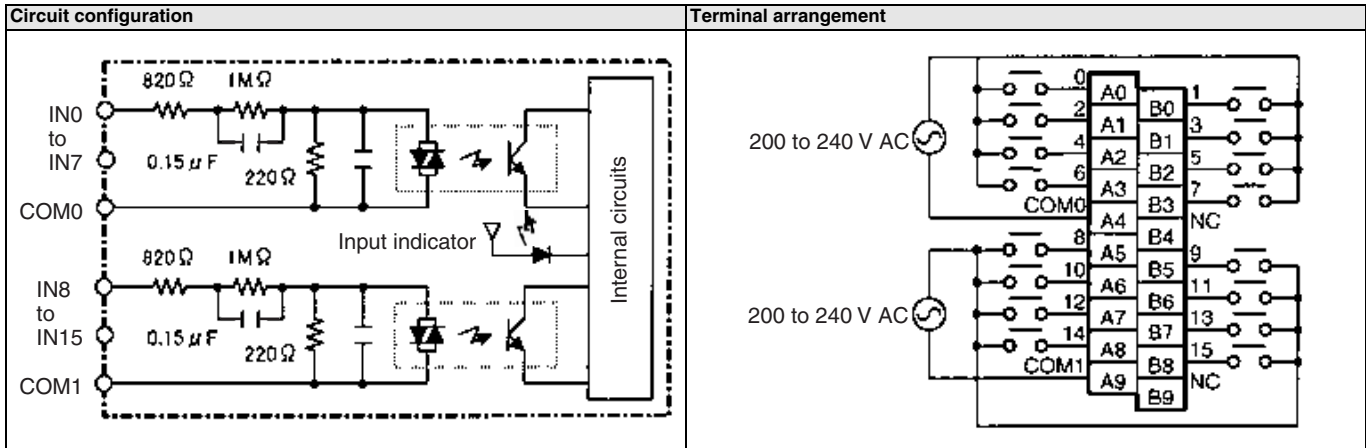 Circuit configuration
Terminal arrangement
820Ω 1MΩ
IN0
to
IN7
0.15μF
220Ω
COM0
Input indicator
Internal circuits
820Ω 1MΩ
IN8
to
IN15
0.15μF
220Ω
COM1
200 to 240 V AC
0 A0
B0 1
2 A1
B1 3
4 A2
B2 5
6 A3
B3 7
COM0 A4
B4 NC
200 to 240 V AC
8 A5
B5 9
10 A6
B6 11
12 A7
B7 13
14 A8
B8 15
COM1 A9
B9 NC